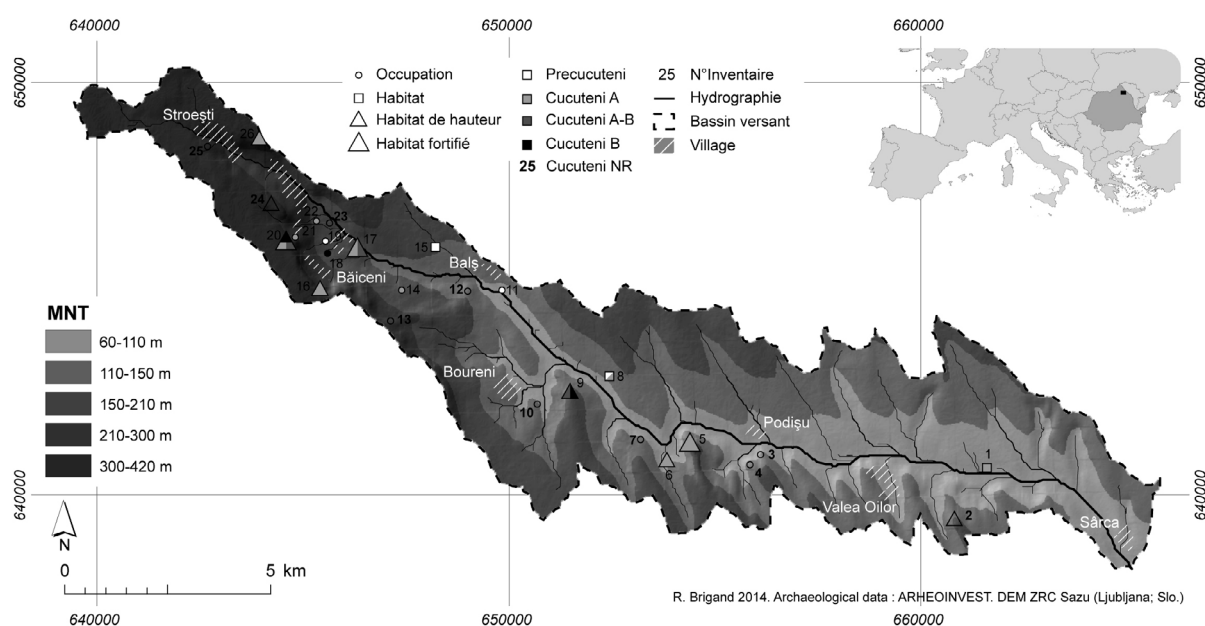 640000
650000
660000
650000
650000
Occupation
Habitat
Habitat de hauteur
Habitat fortifié
Precucuteni
Cucuteni A
Cucuteni A-B
Cucuteni B
25 Cucuteni NR
25 N°Inventaire
Hydrographie
Bassin versant
Village
Stroești
26
25
24
22
23
21
20
19
17
18
Băiceni
16
15
Balș
14
12
11
13
MNT
60-110 m
110-150 m
150-210 m
210-300 m
300-420 m
Boureni
10
9
8
7
5
6
Podișu
3
4
Valea Oilor
1
2
Sârca
640000
640000
N
0 5 km
R. Brigand 2014. Archaeological data : ARHEOINVEST. DEM ZRC Sazu (Ljubljana; Slo.)
640000
650000
660000